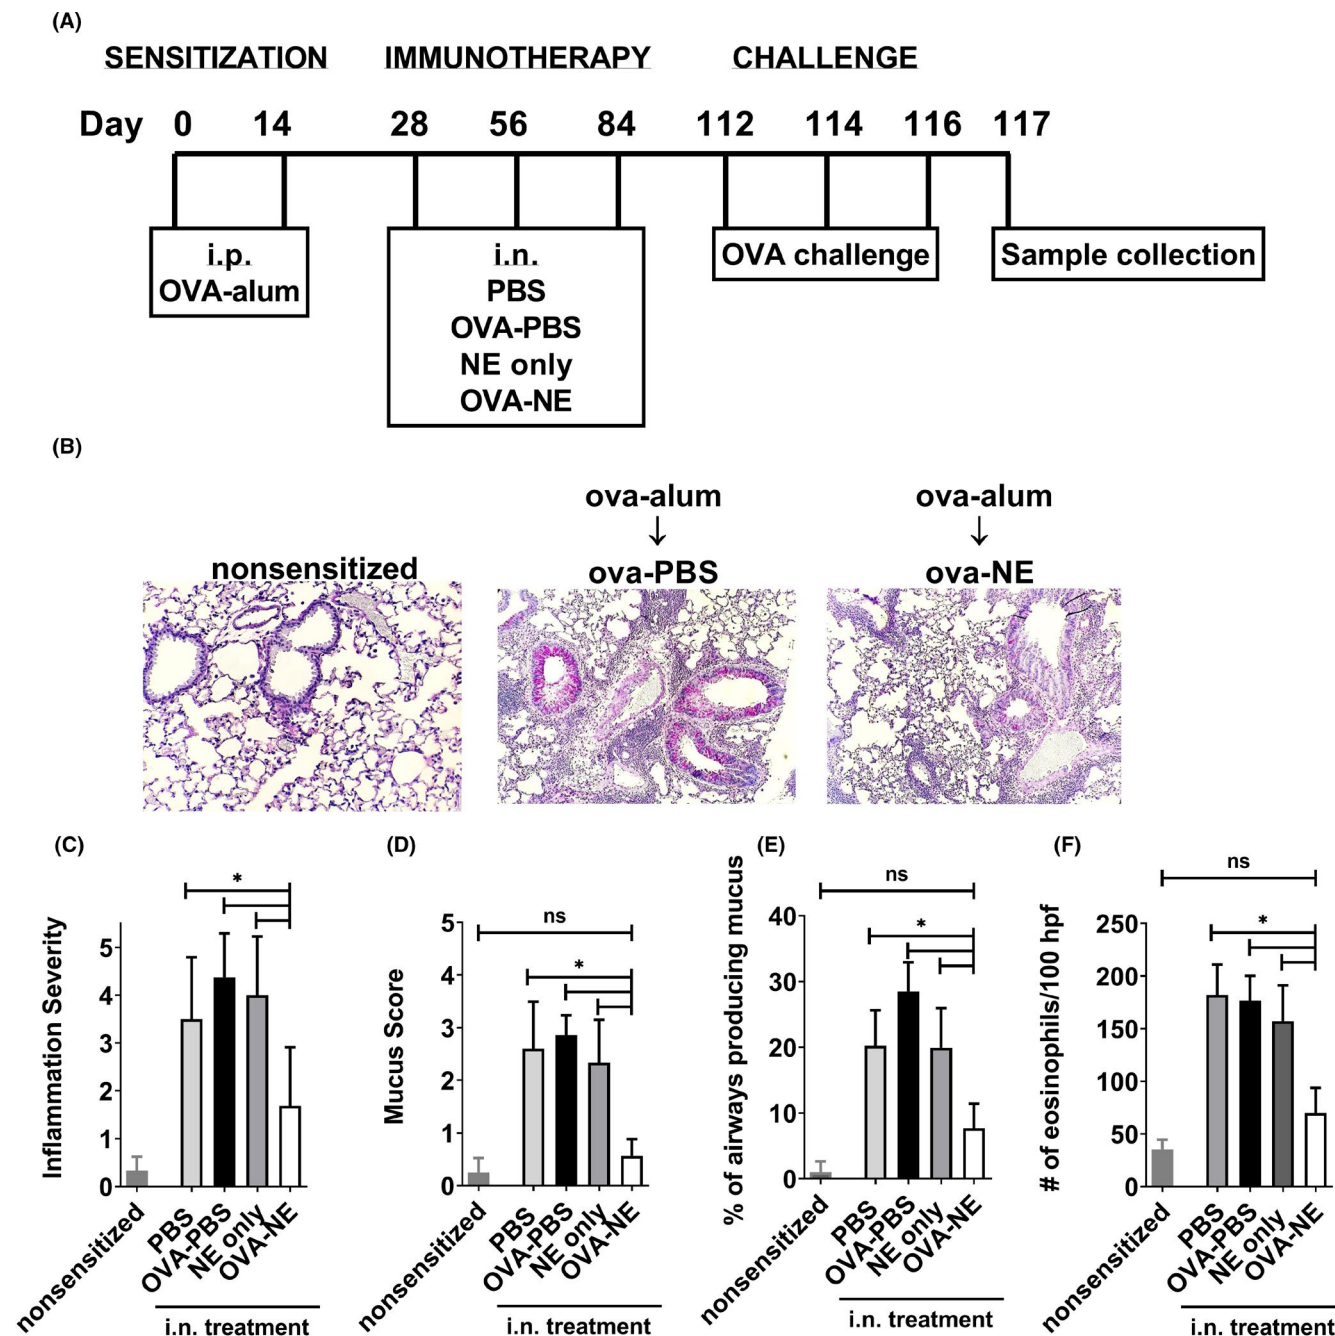 (A)
SENSITIZATION IMMUNOTHERAPY CHALLENGE
Day 0 14 28 56 84 112 114 116 117
i.p.
OVA-alum
i.n.
PBS
OVA-PBS
NE only
OVA-NE
OVA challenge
Sample collection
(B)
nonsensitized
ova-alum
↓
ova-PBS
ova-alum
↓
ova-NE
(C)
Inflammation Severity
5
4
3
2
1
0
*
nonsensitized
PBS
OVA-PBS
NE only
OVA-NE
i.n. treatment
(D)
Mucus Score
5
4
3
2
1
0
ns
*
nonsensitized
PBS
OVA-PBS
NE only
OVA-NE
i.n. treatment
(E)
% of airways producing mucus
40
30
20
10
0
ns
*
nonsensitized
PBS
OVA-PBS
NE only
OVA-NE
i.n. treatment
(F)
# of eosinophils/100 hpf
250
200
150
100
50
0
ns
*
nonsensitized
PBS
OVA-PBS
NE only
OVA-NE
i.n. treatment